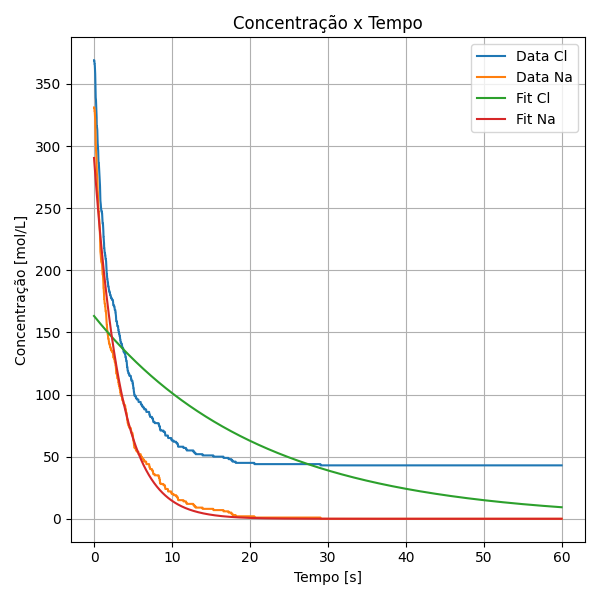 Concentração x Tempo
Data Cl
Data Na
Fit Cl
Fit Na
Concentração [mol/L]
350
300
250
200
150
100
50
0
0 10 20 30 40 50 60
Tempo [s]